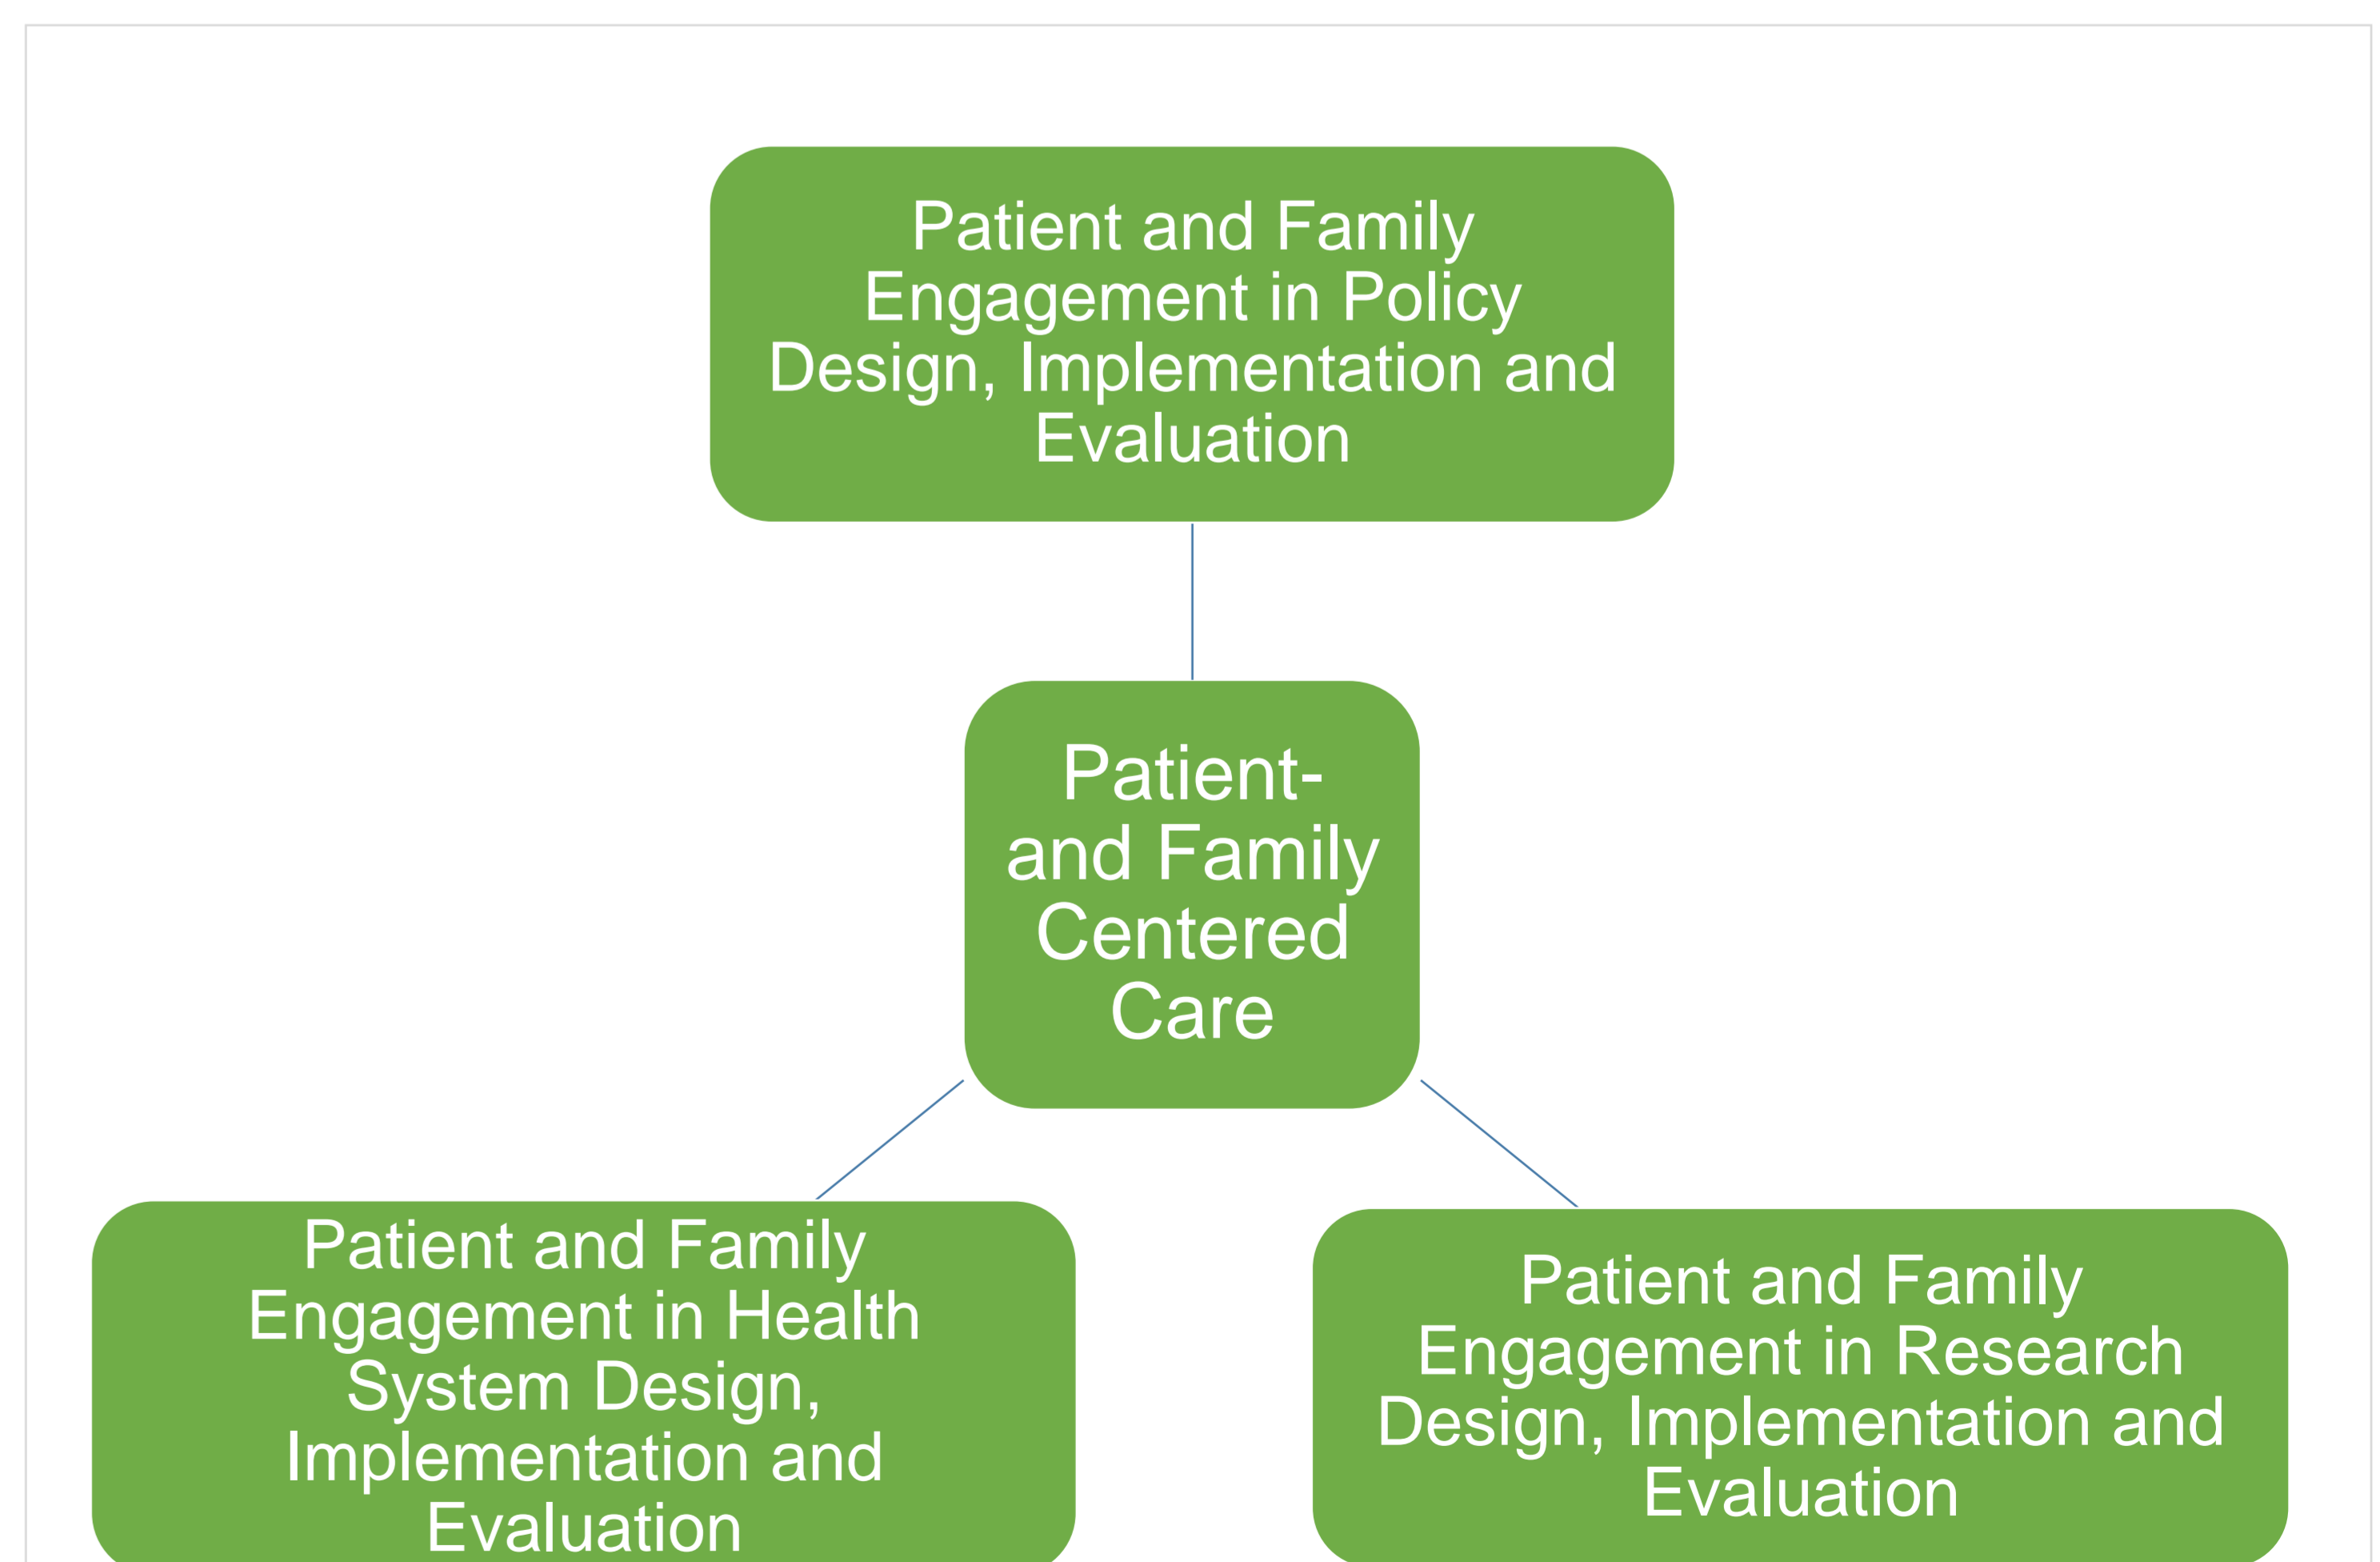 Patient and Family
Engagement in Policy
Design, Implementation and
Evaluation
Patient-
and Family
Centered
Care
Patient and Family
Engagement in Health
System Design,
Implementation and
Evaluation
Patient and Family
Engagement in Research
Design, Implementation and
Evaluation